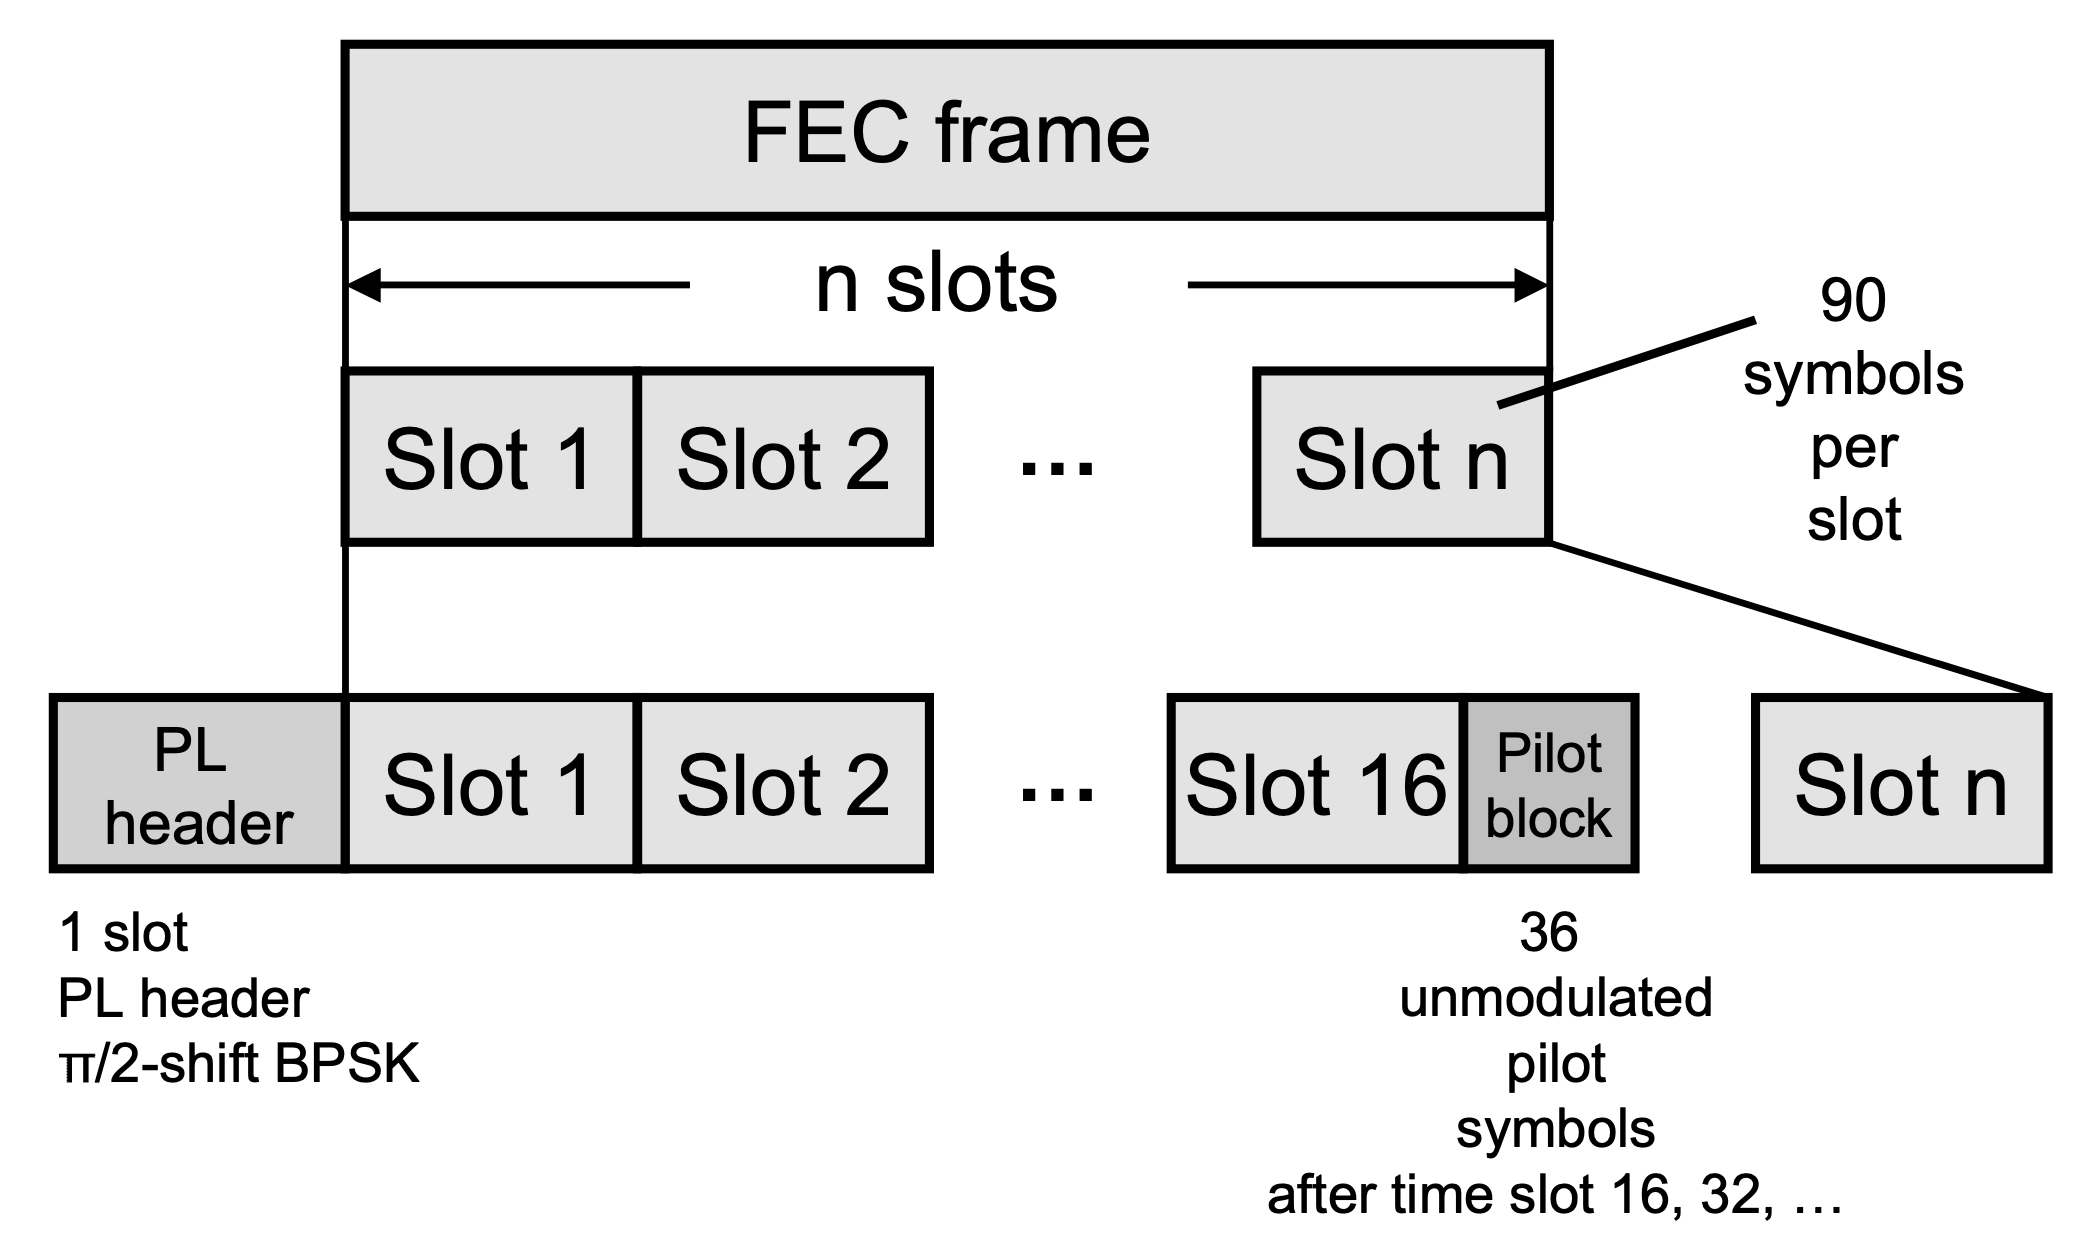 FEC frame
n slots
90
symbols
per
slot
Slot 1
Slot 2
...
Slot n
PL
header
Slot 1
Slot 2
...
Slot 16
Pilot
block
Slot n
1 slot
PL header
π/2-shift BPSK
36
unmodulated
pilot
symbols
after time slot 16, 32, …